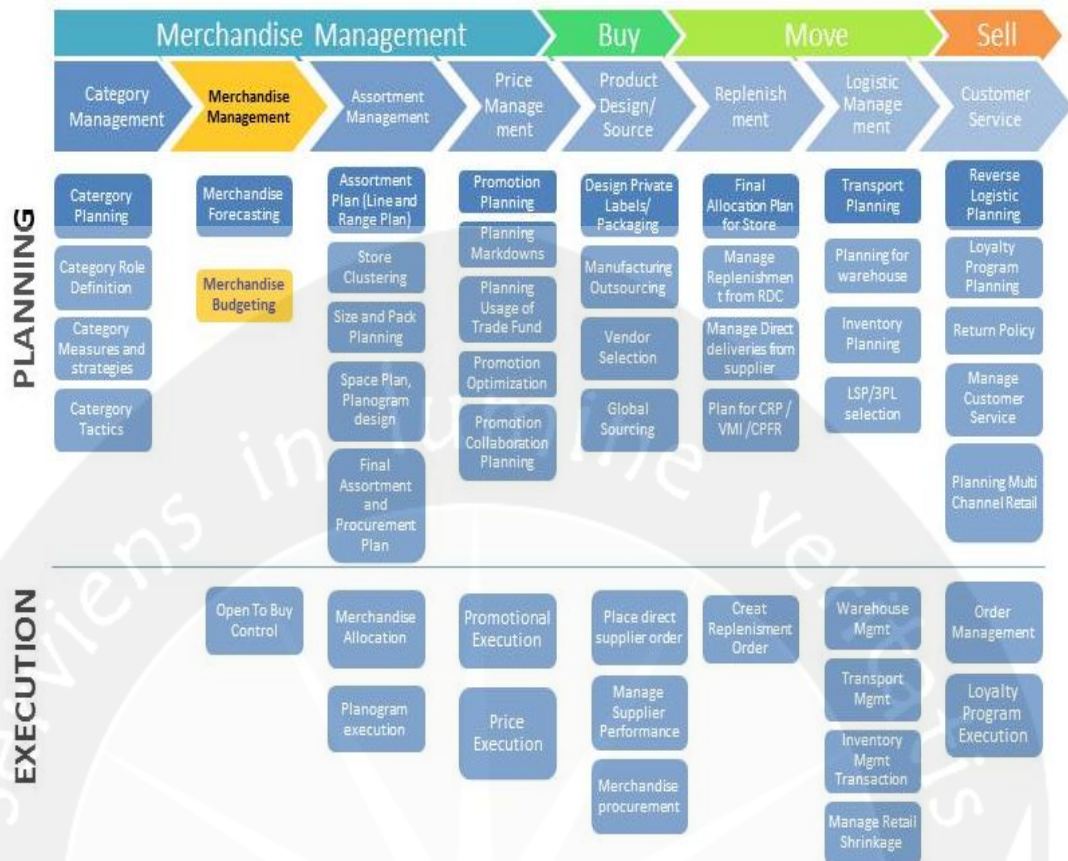 Merchandise Management
Buy
Move
Sell
Category
Management
Merchandise
Management
Assortment
Management
Price
Manage
ment
Product
Design/
Source
Replenish
ment
Logistic
Manage
ment
Customer
Service
PLANNING
Catergory
Planning
Category Role
Definition
Category
Measures and
strategies
Catergory
Tactics
Merchandise
Forecasting
Merchandise
Budgeting
Assortment
Plan (Line and
Range Plan)
Store
Clustering
Size and Pack
Planning
Space Plan,
Planogram
design
Final
Assortment
and
Procurement
Plan
Promotion
Planning
Planning
Markdowns
Planning
Usage of
Trade Fund
Promotion
Optimization
Promotion
Collaboration
Planning
Design Private
Labels/
Packaging
Manufacturing
Outsourcing
Vendor
Selection
Global
Sourcing
Final
Allocation Plan
for Store
Manage
Replenishmen
t from RDC
Manage Direct
deliveries from
supplier
Plan for CRP /
VMI /CPFR
Transport
Planning
Planning for
warehouse
Inventory
Planning
LSP/3PL
selection
Reverse
Logistic
Planning
Loyalty
Program
Planning
Return Policy
Manage
Customer
Service
Planning Multi
Channel Retail
EXECUTION
Open To Buy
Control
Merchandise
Allocation
Planogram
execution
Promotional
Execution
Price
Execution
Place direct
supplier order
Manage
Supplier
Performance
Merchandise
procurement
Creat
Replenisment
Order
Warehouse
Mgmt
Transport
Mgmt
Inventory
Mgmt
Transaction
Manage Retail
Shrinkage
Order
Management
Loyalty
Program
Execution
serviens in lumine veritatis